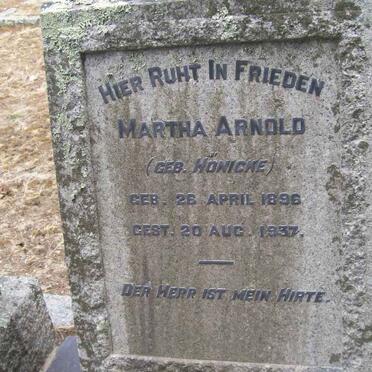 HIER RUHT IN FRIEDEN
MARTHA ARNOLD
(GEB. HÖNICKE)
GEB. 26 APRIL 1896
GEST. 20 AUG. 1937.
DER HERR IST MEIN HIRTE.